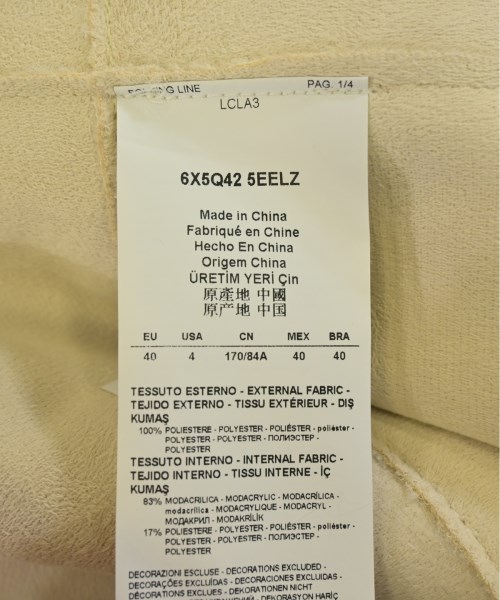 FOLDING LINE PAG. 1/4
LCLA3
6X5Q42 5EELZ
Made in China
Fabriqué en Chine
Hecho En China
Origem China
ÜRETİM YERİ Çin
原產地 中國
原产地 中国
EU USA CN MEX BRA
40 4 170/84A 40 40
TESSUTO ESTERNO - EXTERNAL FABRIC -
TEJIDO EXTERNO - TISSU EXTÉRIEUR - DIŞ
KUMAŞ
100% POLIESTERE - POLYESTER - POLIÉSTER - poliéster -
POLYESTER - POLYESTER - ПОЛИЭСТЕР -
POLYESTER
TESSUTO INTERNO - INTERNAL FABRIC -
TEJIDO INTERNO - TISSU INTERNE - İÇ
KUMAŞ
83% MODACRILICA - MODACRYLIC - MODACRÍLICA -
modacrílica - MODACRYLIQUE - MODACRYL -
МОДАКРИЛ - MODAKRİLİK
17% POLIESTERE - POLYESTER - POLIÉSTER - poliéster -
POLYESTER - POLYESTER - ПОЛИЭСТЕР -
POLYESTER
DECORAZIONI ESCLUSE - DECORATIONS EXCLUDED -
DECORAÇÕES EXCLUÍDAS - DECORACIONES EXCLUIDAS -
DÉCORATIONS EXCLUES - DEKORATIONEN NICHT
- DEKORASYON HARİÇ